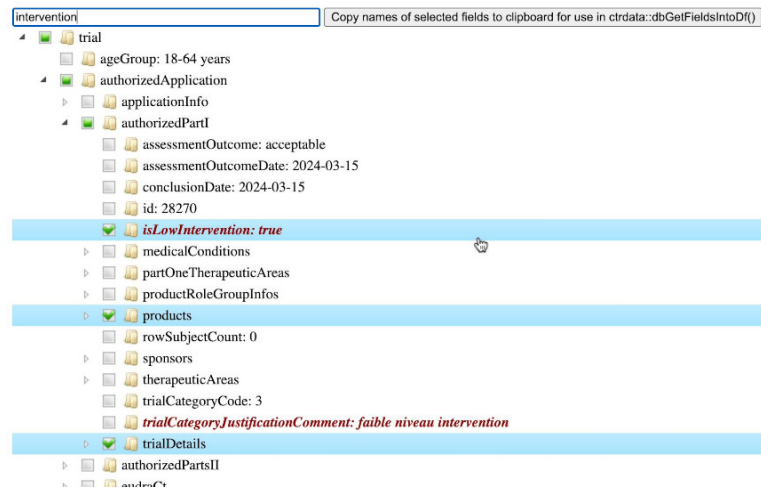 intervention
Copy names of selected fields to clipboard for use in ctrdata::dbGetFieldsIntoDf()
trial
ageGroup: 18-64 years
authorizedApplication
applicationInfo
authorizedPartI
assessmentOutcome: acceptable
assessmentOutcomeDate: 2024-03-15
conclusionDate: 2024-03-15
id: 28270
isLowIntervention: true
medicalConditions
partOneTherapeuticAreas
productRoleGroupInfos
products
rowSubjectCount: 0
sponsors
therapeuticAreas
trialCategoryCode: 3
trialCategoryJustificationComment: faible niveau intervention
trialDetails
authorizedPartsII
eudraCt